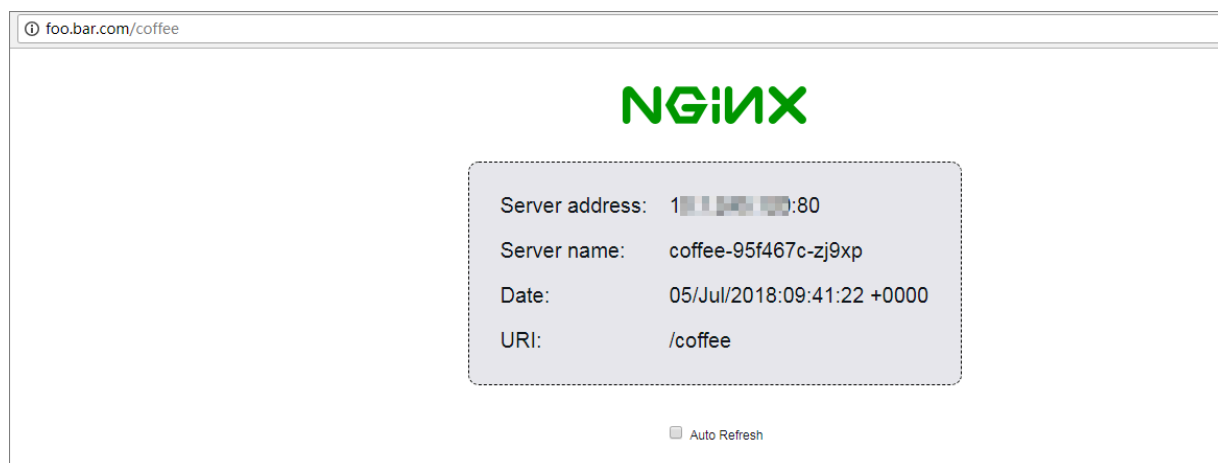 foo.bar.com/coffee
NGiNX
Server address: :80
Server name: coffee-95f467c-zj9xp
Date: 05/Jul/2018:09:41:22 +0000
URI: /coffee
Auto Refresh